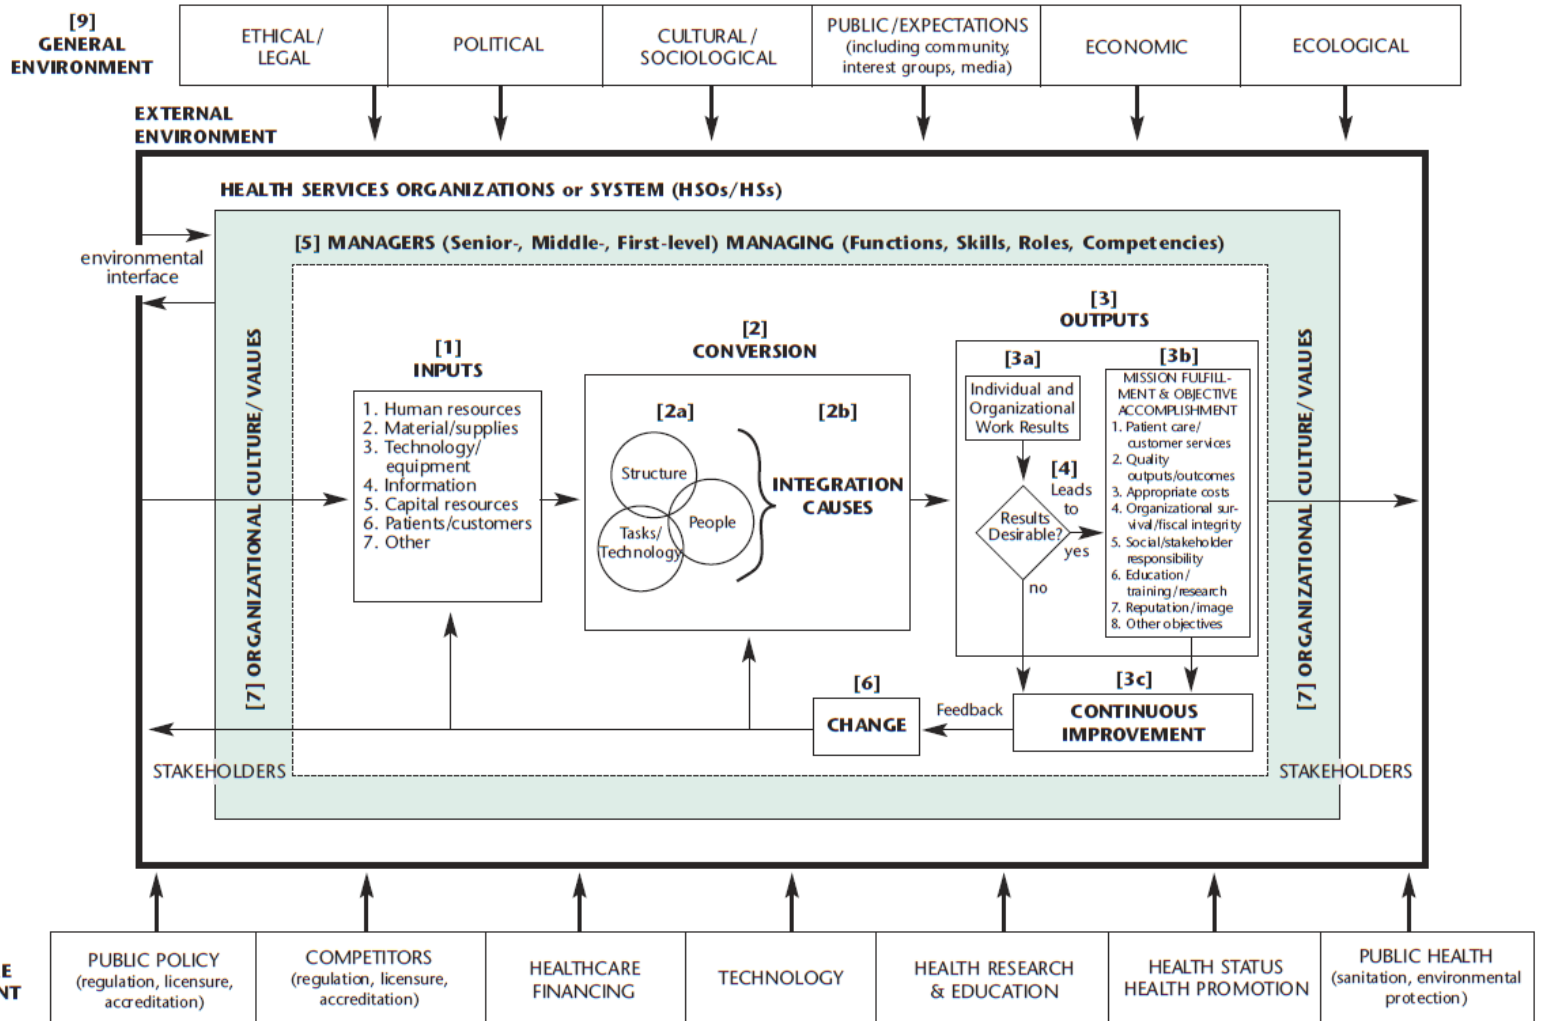 [9]
GENERAL
ENVIRONMENT
ETHICAL/
LEGAL
POLITICAL
CULTURAL/
SOCIOLOGICAL
PUBLIC/EXPECTATIONS
(including community,
interest groups, media)
ECONOMIC
ECOLOGICAL
EXTERNAL
ENVIRONMENT
HEALTH SERVICES ORGANIZATIONS or SYSTEM (HSOs/HSs)
[5] MANAGERS (Senior-, Middle-, First-level) MANAGING (Functions, Skills, Roles, Competencies)
environmental
interface
[7] ORGANIZATIONAL CULTURE/VALUES
[1]
INPUTS
1. Human resources
2. Material/supplies
3. Technology/
equipment
4. Information
5. Capital resources
6. Patients/customers
7. Other
[2]
CONVERSION
[2a]
Structure
People
Tasks/
Technology
[2b]
INTEGRATION
CAUSES
[3]
OUTPUTS
[3a]
Individual and
Organizational
Work Results
[4]
Leads
to
Results
Desirable?
yes
no
[3b]
MISSION FULFILL-
MENT & OBJECTIVE
ACCOMPLISHMENT
1. Patient care/
customer services
2. Quality
outputs/outcomes
3. Appropriate costs
4. Organizational sur-
vival/fiscal integrity
5. Social/stakeholder
responsibility
6. Education/
training/research
7. Reputation/image
8. Other objectives
[7] ORGANIZATIONAL CULTURE/VALUES
[3c]
CONTINUOUS
IMPROVEMENT
Feedback
[6]
CHANGE
STAKEHOLDERS
STAKEHOLDERS
E
NT
PUBLIC POLICY
(regulation, licensure,
accreditation)
COMPETITORS
(regulation, licensure,
accreditation)
HEALTHCARE
FINANCING
TECHNOLOGY
HEALTH RESEARCH
& EDUCATION
HEALTH STATUS
HEALTH PROMOTION
PUBLIC HEALTH
(sanitation, environmental
protection)